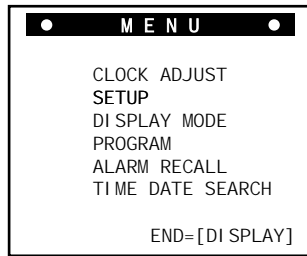 MENU
CLOCK ADJUST
SETUP
DISPLAY MODE
PROGRAM
ALARM RECALL
TIME DATE SEARCH
END=[DISPLAY]